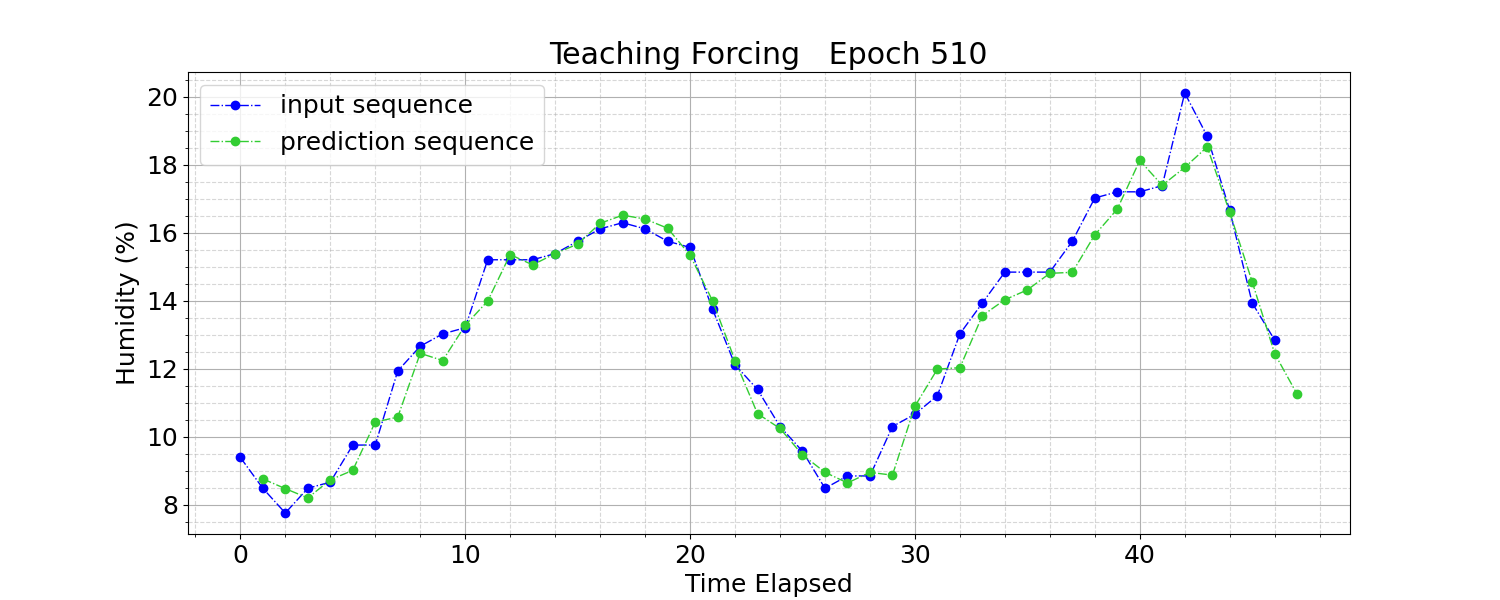 Teaching Forcing   Epoch 510
input sequence
prediction sequence
Humidity (%)
20
18
16
14
12
10
8
0 10 20 30 40
Time Elapsed